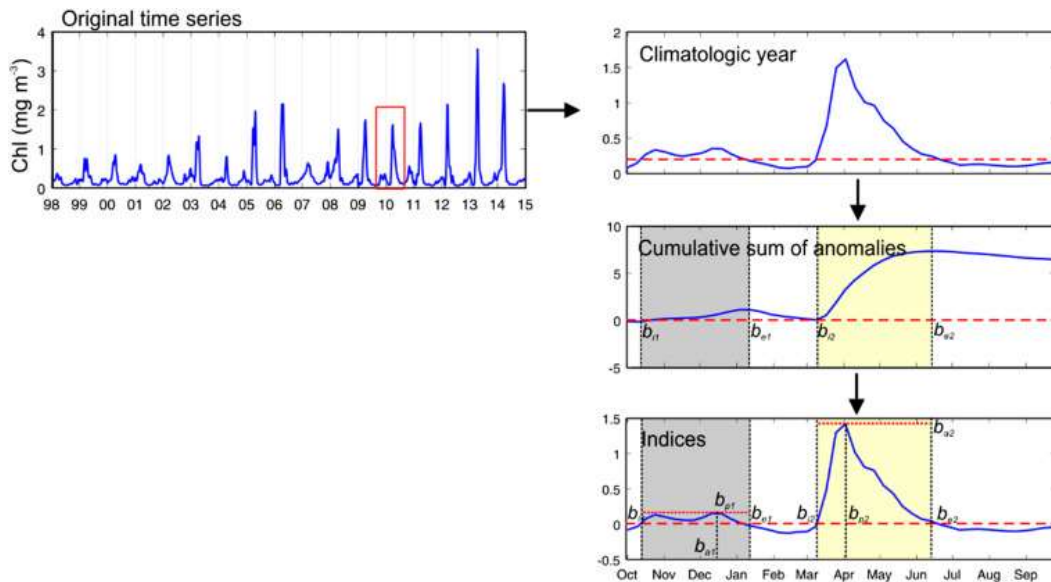 Original time series
Chl (mg m⁻³)
4
3
2
1
0
98 99 00 01 02 03 04 05 06 07 08 09 10 11 12 13 14 15
Climatologic year
2
1.5
1
0.5
0
Cumulative sum of anomalies
10
5
0
-5
b_i1 b_e1 b_i2 b_e2
Indices
1.5
1
0.5
0
-0.5
b_a2
b_p1
b b_e1 b_i2 b_p2 b_e2
b_a1
Oct Nov Dec Jan Feb Mar Apr May Jun Jul Aug Sep